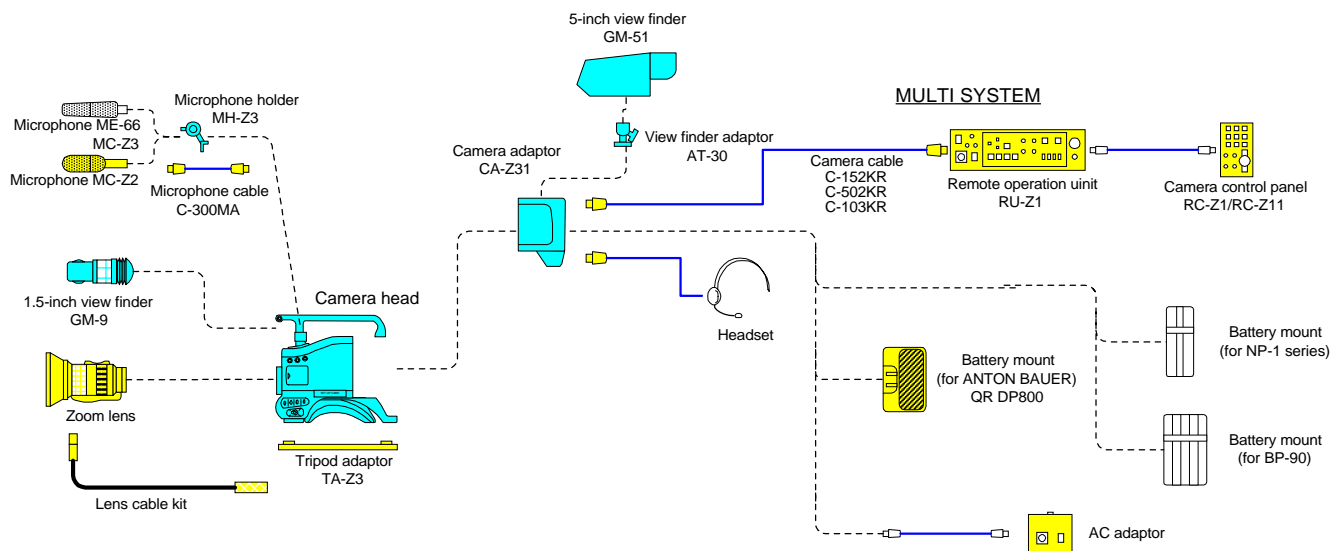 5-inch view finder
GM-51
MULTI SYSTEM
Microphone holder
MH-Z3
Microphone ME-66
MC-Z3
Microphone MC-Z2
Microphone cable
C-300MA
View finder adaptor
AT-30
Camera adaptor
CA-Z31
Camera cable
C-152KR
C-502KR
C-103KR
Remote operation uinit
RU-Z1
Camera control panel
RC-Z1/RC-Z11
1.5-inch view finder
GM-9
Camera head
Headset
Battery mount
(for NP-1 series)
Battery mount
(for ANTON BAUER)
QR DP800
Zoom lens
Battery mount
(for BP-90)
Tripod adaptor
TA-Z3
Lens cable kit
AC adaptor